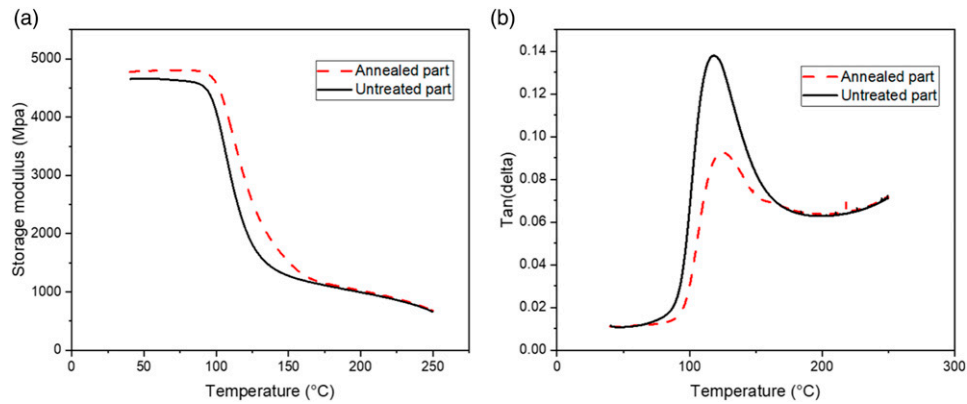 (a)
Storage modulus (Mpa)
5000
4000
3000
2000
1000
0
0
50
100
150
200
250
Temperature (°C)
Annealed part
Untreated part
(b)
Tan(delta)
0.14
0.12
0.10
0.08
0.06
0.04
0.02
0.00
0
100
200
300
Temperature (°C)
Annealed part
Untreated part